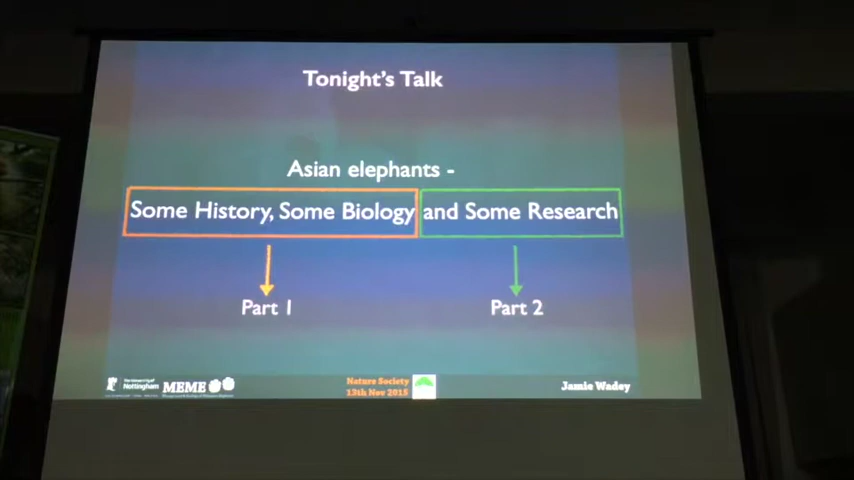 Tonight's Talk
Asian elephants -
Some History, Some Biology and Some Research
Part 1
Part 2
Nottingham
MEME
Nature Society
13th Nov 2015
Jamie Wadey